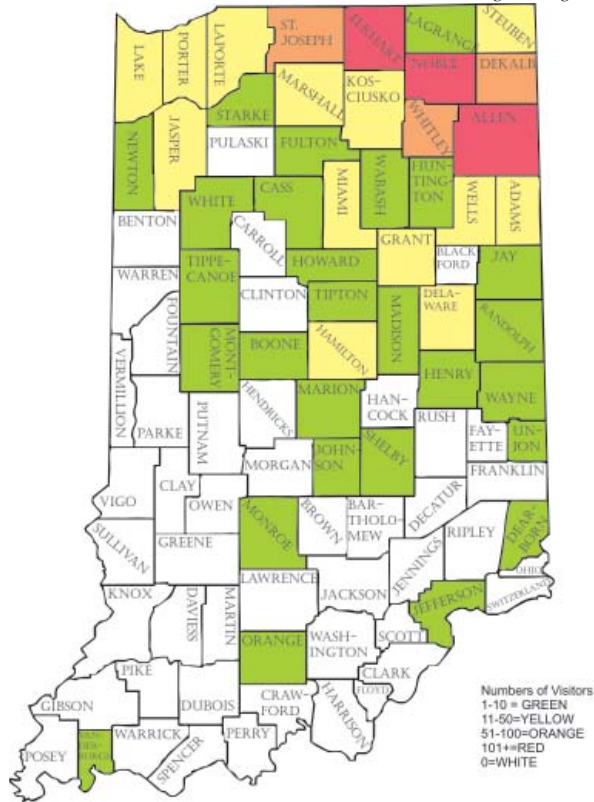 STEUBEN
LAGRANGE
ELKHART
ST.
JOSEPH
LAPORTE
PORTER
LAKE
NOBLE
DEKALB
MARSHALL
KOS-
CIUSKO
STARKE
WHITLEY
ALLEN
JASPER
NEWTON
PULASKI
FULTON
WABASH
HUN-
TING-
TON
MIAMI
WELLS
ADAMS
WHITE
CASS
BENTON
CARROLL
GRANT
BLACK
FORD
JAY
TIPPE-
CANOE
HOWARD
WARREN
CLINTON
TIPTON
MADISON
DELA-
WARE
RANDOLPH
FOUNTAIN
MONT-
GOMERY
BOONE
HAMILTON
HENRY
WAYNE
VERMILLION
PARKE
PUTNAM
HENDRICKS
MARION
HAN-
COCK
RUSH
FAY-
ETTE
UN-
ION
MORGAN
JOHN-
SON
SHELBY
FRANKLIN
VIGO
CLAY
OWEN
MONROE
BROWN
BAR-
THOLO-
MEW
DECATUR
RIPLEY
DEAR-
BORN
OHIO
SULLIVAN
GREENE
JENNINGS
SWITZERLAND
LAWRENCE
JACKSON
JEFFERSON
KNOX
DAVIESS
MARTIN
ORANGE
WASH-
INGTON
SCOTT
CLARK
PIKE
FLOYD
GIBSON
DUBOIS
CRAW-
FORD
HARRISON
POSEY
WARRICK
SPENCER
PERRY
Numbers of Visitors
1-10 = GREEN
11-50=YELLOW
51-100=ORANGE
101+=RED
0=WHITE